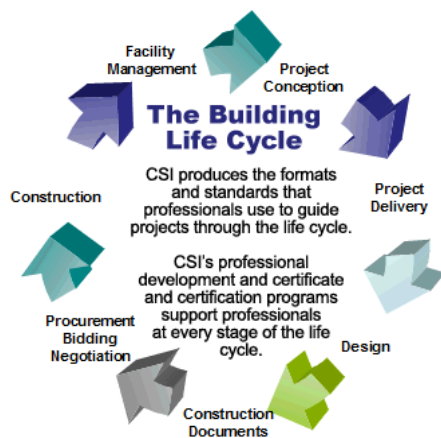 Facility
Management
Project
Conception
The Building
Life Cycle
CSI produces the formats
and standards that
professionals use to guide
projects through the life cycle.
Construction
Project
Delivery
CSI's professional
development and certificate
and certification programs
support professionals
at every stage of the life
cycle.
Procurement
Bidding
Negotiation
Design
Construction
Documents